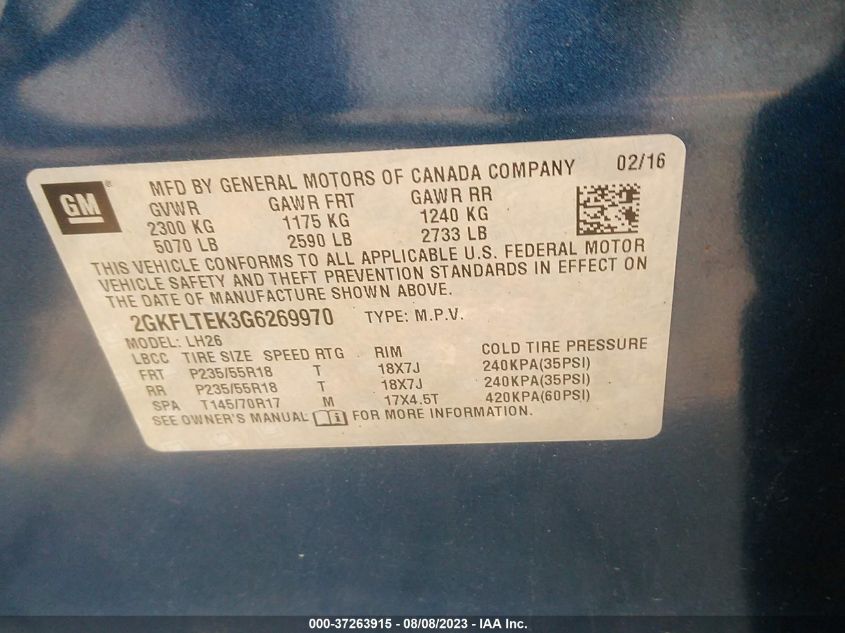 GM ®
MFD BY GENERAL MOTORS OF CANADA COMPANY 02/16
GVWR GAWR FRT GAWR RR
2300 KG 1175 KG 1240 KG
5070 LB 2590 LB 2733 LB
THIS VEHICLE CONFORMS TO ALL APPLICABLE U.S. FEDERAL MOTOR
VEHICLE SAFETY AND THEFT PREVENTION STANDARDS IN EFFECT ON
THE DATE OF MANUFACTURE SHOWN ABOVE.
2GKFLTEK3G6269970 TYPE: M.P.V.
MODEL: LH26
LBCC TIRE SIZE SPEED RTG RIM COLD TIRE PRESSURE
FRT P235/55R18 T 18X7J 240KPA(35PSI)
RR P235/55R18 T 18X7J 240KPA(35PSI)
SPA T145/70R17 M 17X4.5T 420KPA(60PSI)
SEE OWNER'S MANUAL FOR MORE INFORMATION.
000-37263915 - 08/08/2023 - IAA Inc.